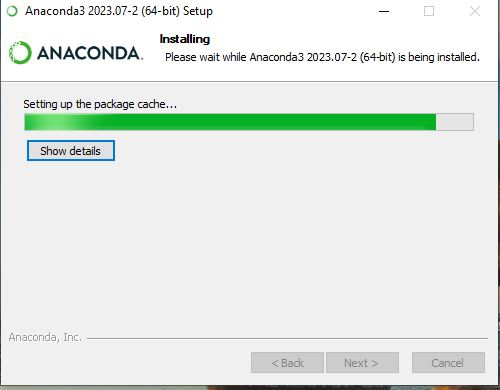 Anaconda3 2023.07-2 (64-bit) Setup
ANACONDA.
Installing
Please wait while Anaconda3 2023.07-2 (64-bit) is being installed.
Setting up the package cache...
Show details
Anaconda, Inc.
< Back Next > Cancel